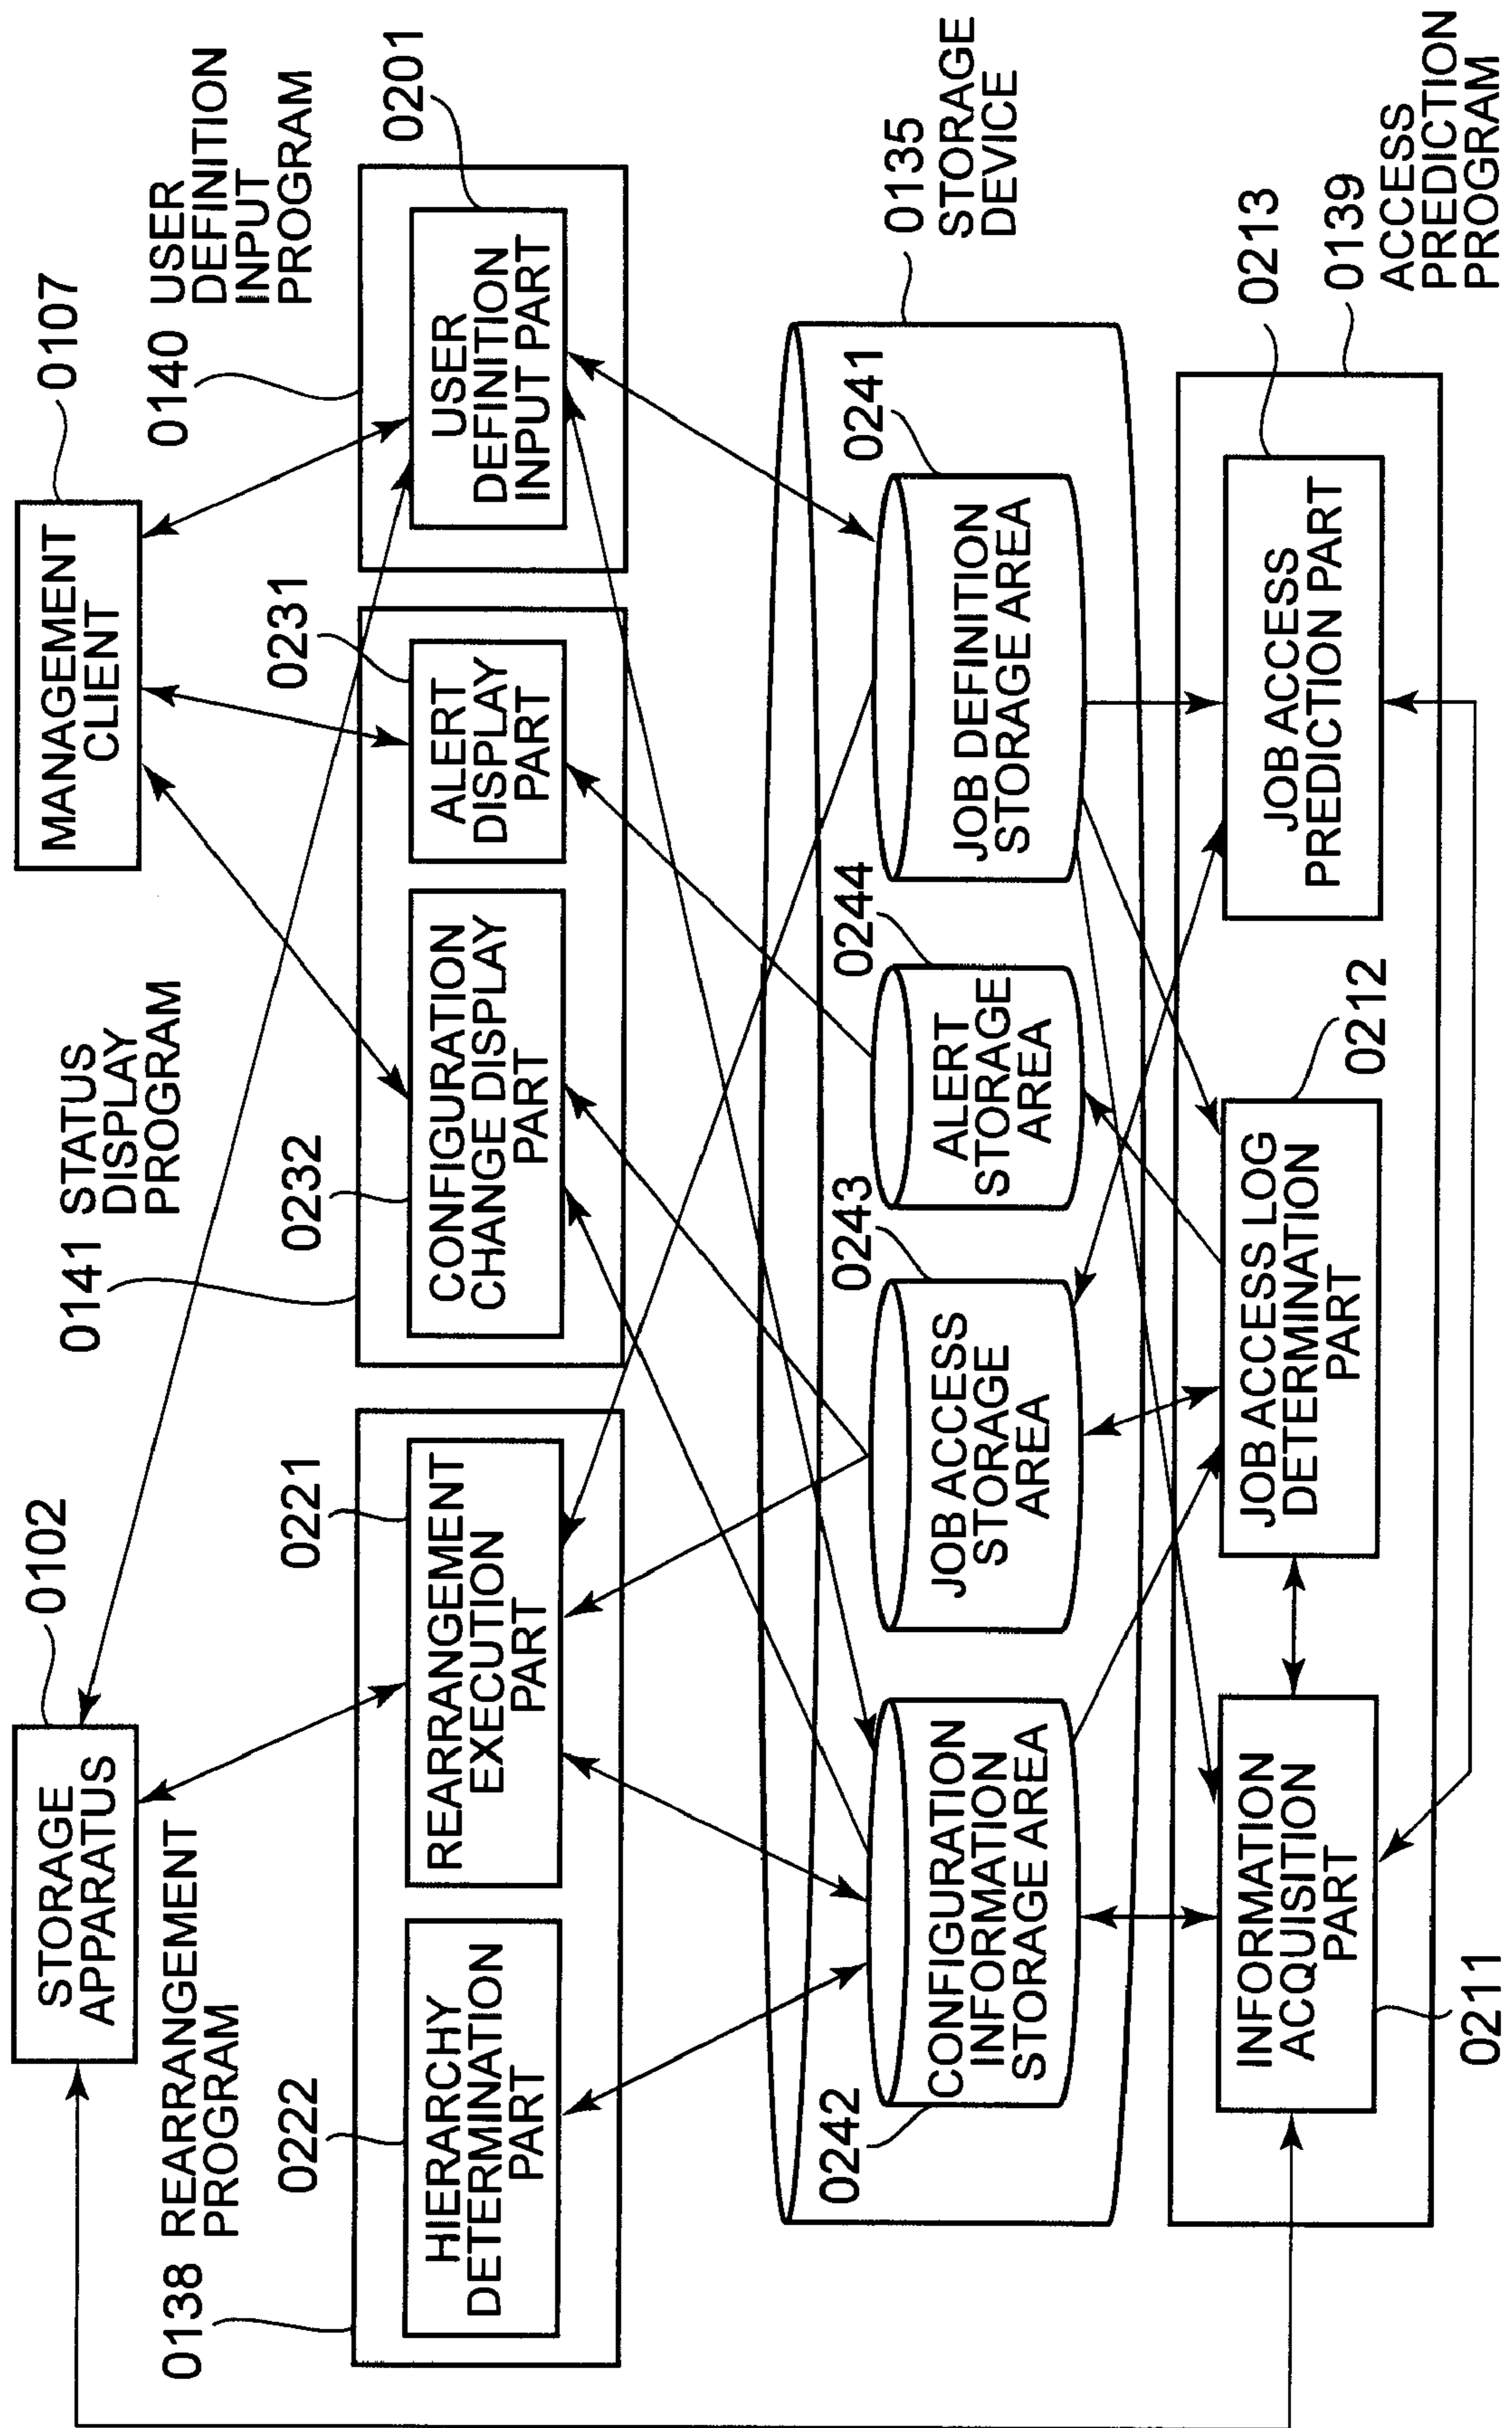 0102
STORAGE
APPARATUS
0107
MANAGEMENT
CLIENT
0138 REARRANGEMENT
PROGRAM
0222
HIERARCHY
DETERMINATION
PART
0221
REARRANGEMENT
EXECUTION
PART
0141 STATUS
DISPLAY
PROGRAM
0232
CONFIGURATION
CHANGE DISPLAY
PART
0231
ALERT
DISPLAY
PART
0140 USER
DEFINITION
INPUT
PROGRAM
0201
USER
DEFINITION
INPUT PART
0135
STORAGE
DEVICE
0242
CONFIGURATION
INFORMATION
STORAGE AREA
0243
JOB ACCESS
STORAGE
AREA
0244
ALERT
STORAGE
AREA
0241
JOB DEFINITION
STORAGE AREA
0211
INFORMATION
ACQUISITION
PART
0212
JOB ACCESS LOG
DETERMINATION
PART
0213
JOB ACCESS
PREDICTION PART
0139
ACCESS
PREDICTION
PROGRAM